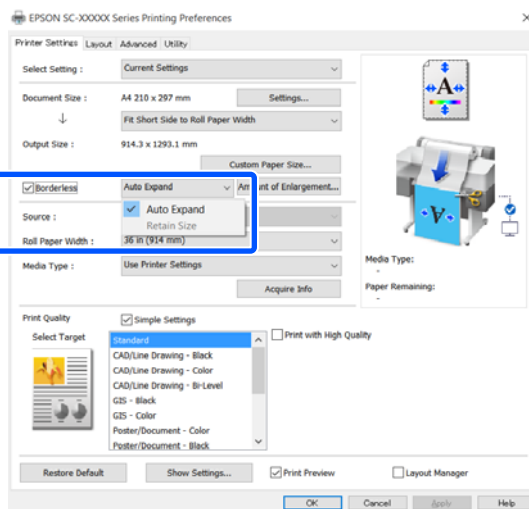 EPSON SC-XXXXX Series Printing Preferences
Printer Settings Layout Advanced Utility
Select Setting : Current Settings
Document Size : A4 210 x 297 mm Settings...
Fit Short Side to Roll Paper Width
Output Size : 914.3 x 1293.1 mm
Custom Paper Size...
Borderless Auto Expand of Enlargement...
Auto Expand
Source :
Retain Size
Roll Paper Width : 36 in (914 mm)
Media Type : Use Printer Settings
Acquire Info
A
A
Media Type:
-
Paper Remaining:
-
Print Quality Simple Settings
Select Target
Standard
CAD/Line Drawing - Black
CAD/Line Drawing - Color
CAD/Line Drawing - Bi-Level
GIS - Black
GIS - Color
Poster/Document - Color
Poster/Document - Black
Print with High Quality
Restore Default Show Settings... Print Preview Layout Manager
OK Cancel Apply Help